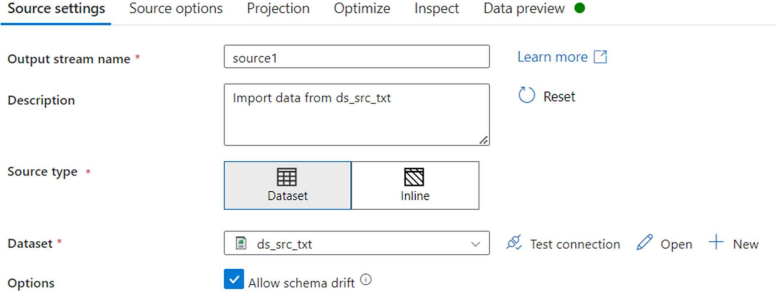 Source settings Source options Projection Optimize Inspect Data preview
Output stream name * source1 Learn more
Description Import data from ds_src_txt Reset
Source type *
Dataset Inline
Dataset * ds_src_txt Test connection Open New
Options Allow schema drift